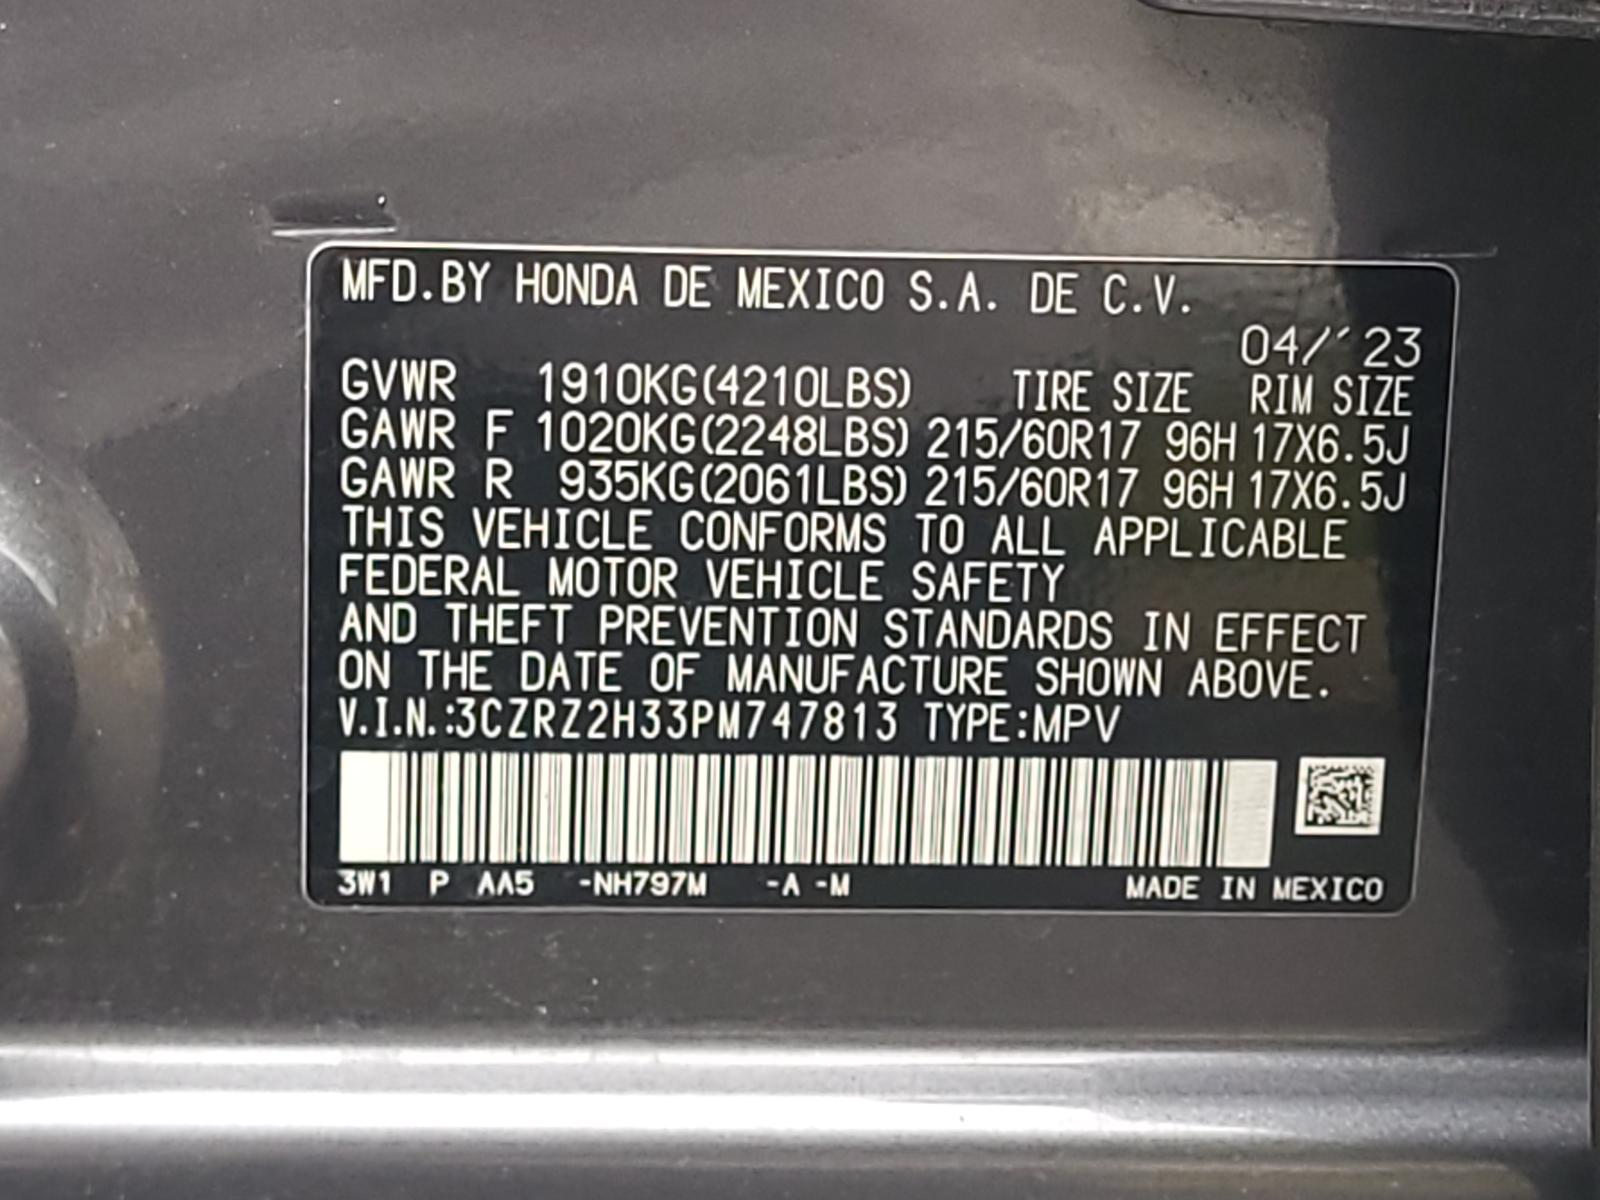 MFD.BY HONDA DE MEXICO S.A. DE C.V.
04/´23
GVWR 1910KG(4210LBS) TIRE SIZE RIM SIZE
GAWR F 1020KG(2248LBS) 215/60R17 96H 17X6.5J
GAWR R 935KG(2061LBS) 215/60R17 96H 17X6.5J
THIS VEHICLE CONFORMS TO ALL APPLICABLE
FEDERAL MOTOR VEHICLE SAFETY
AND THEFT PREVENTION STANDARDS IN EFFECT
ON THE DATE OF MANUFACTURE SHOWN ABOVE.
V.I.N.:3CZRZ2H33PM747813 TYPE:MPV
3W1 P AA5 -NH797M -A -M MADE IN MEXICO